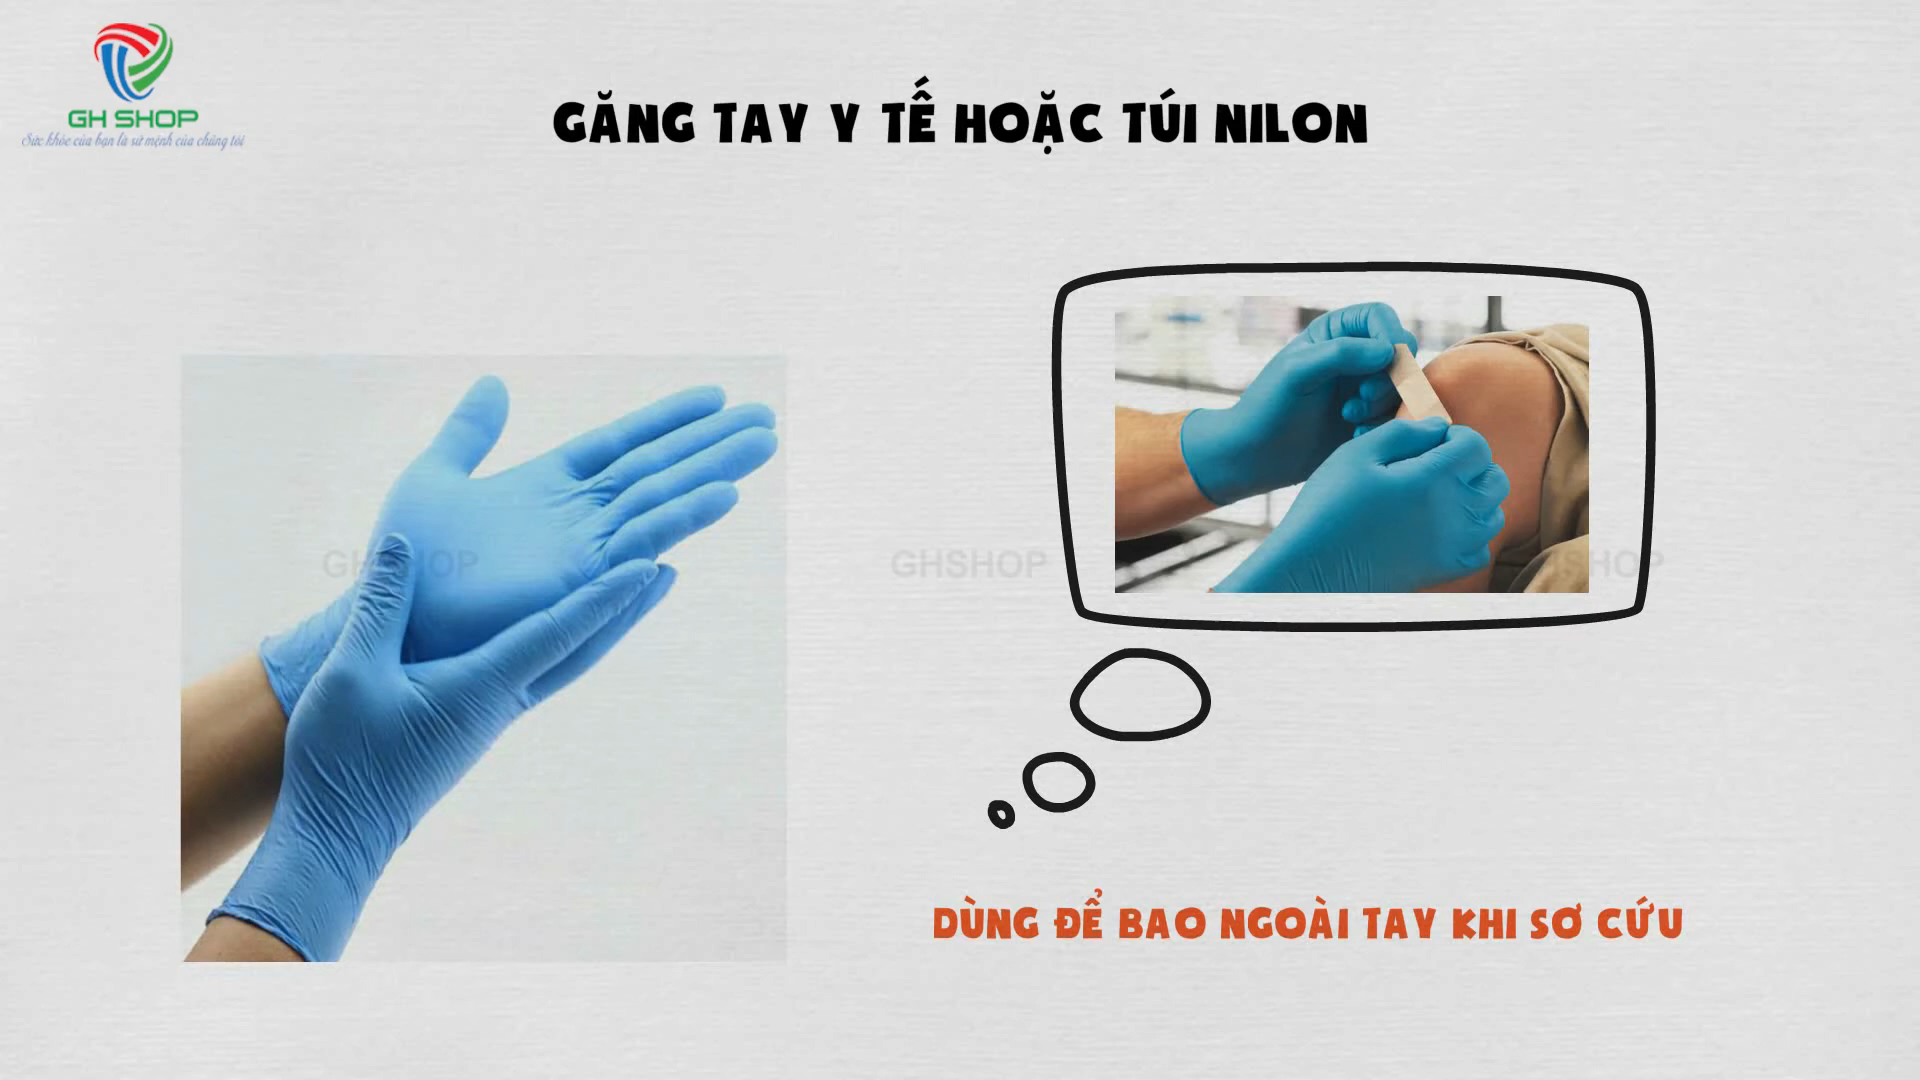 GH SHOP
Sức khỏe của bạn là sứ mệnh của chúng tôi
GĂNG TAY Y TẾ HOẶC TÚI NILON
GHSHOP
GHSHOP
GHSHOP
DÙNG ĐỂ BAO NGOÀI TAY KHI SƠ CỨU